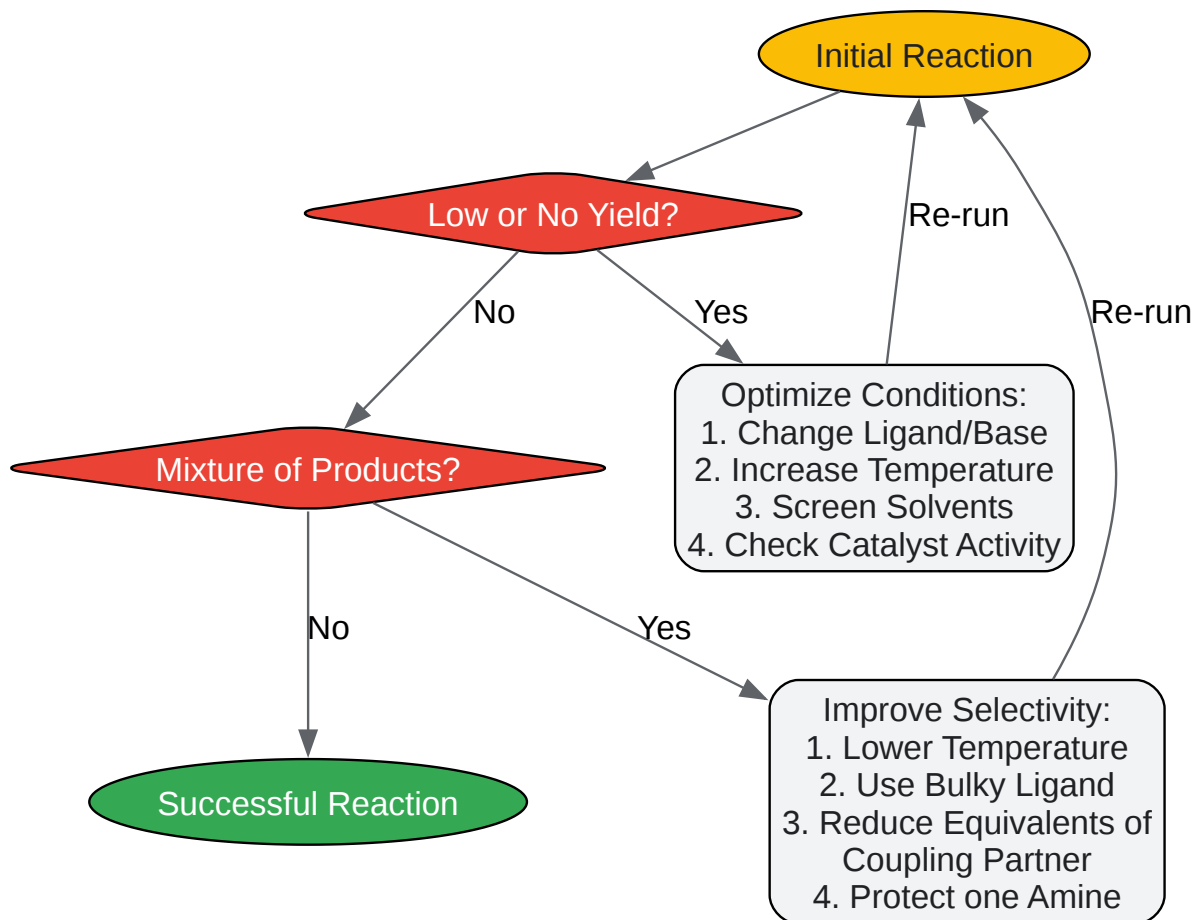 Initial Reaction
Low or No Yield?
Re-run
No
Yes
Re-run
Optimize Conditions:
1. Change Ligand/Base
2. Increase Temperature
3. Screen Solvents
4. Check Catalyst Activity
Mixture of Products?
No
Yes
Improve Selectivity:
1. Lower Temperature
2. Use Bulky Ligand
3. Reduce Equivalents of
Coupling Partner
4. Protect one Amine
Successful Reaction